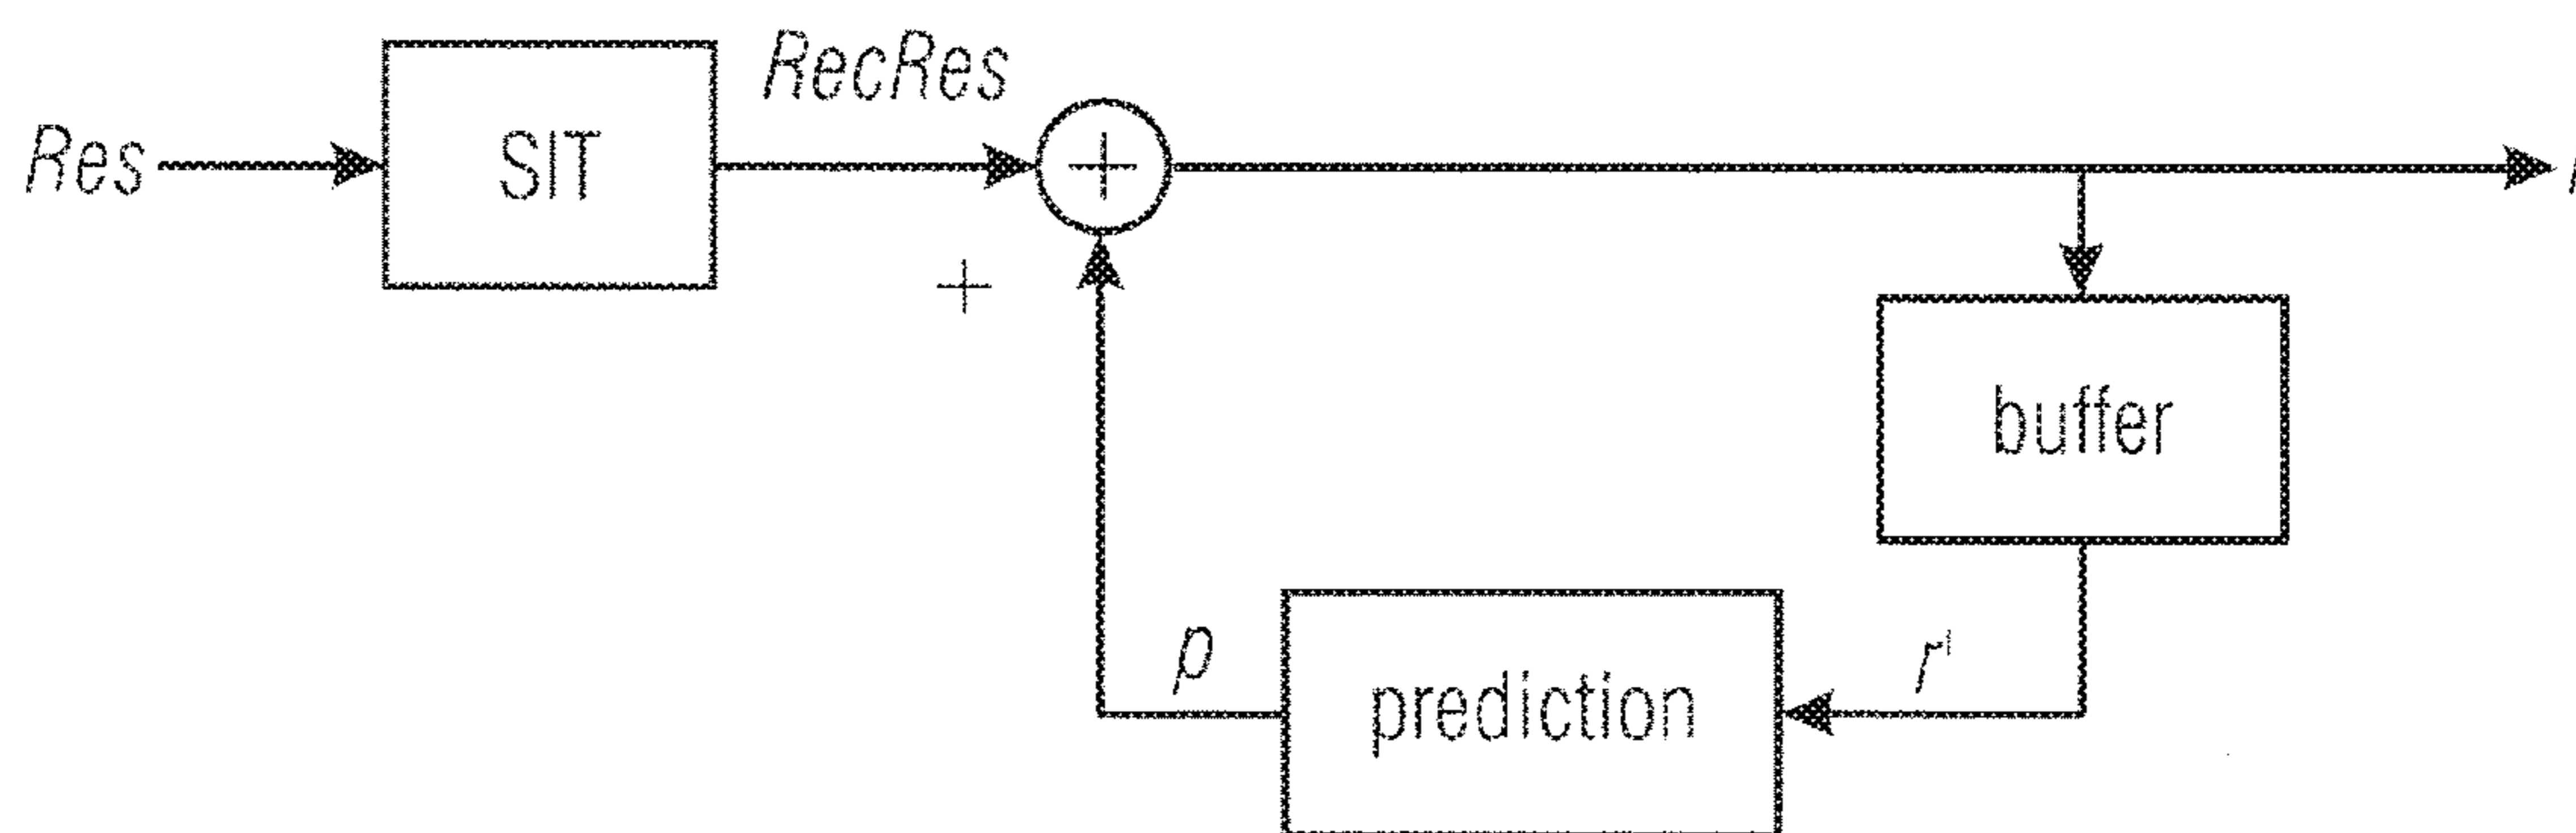 Res
SIT
RecRes
+
+
buffer
r'
prediction
p